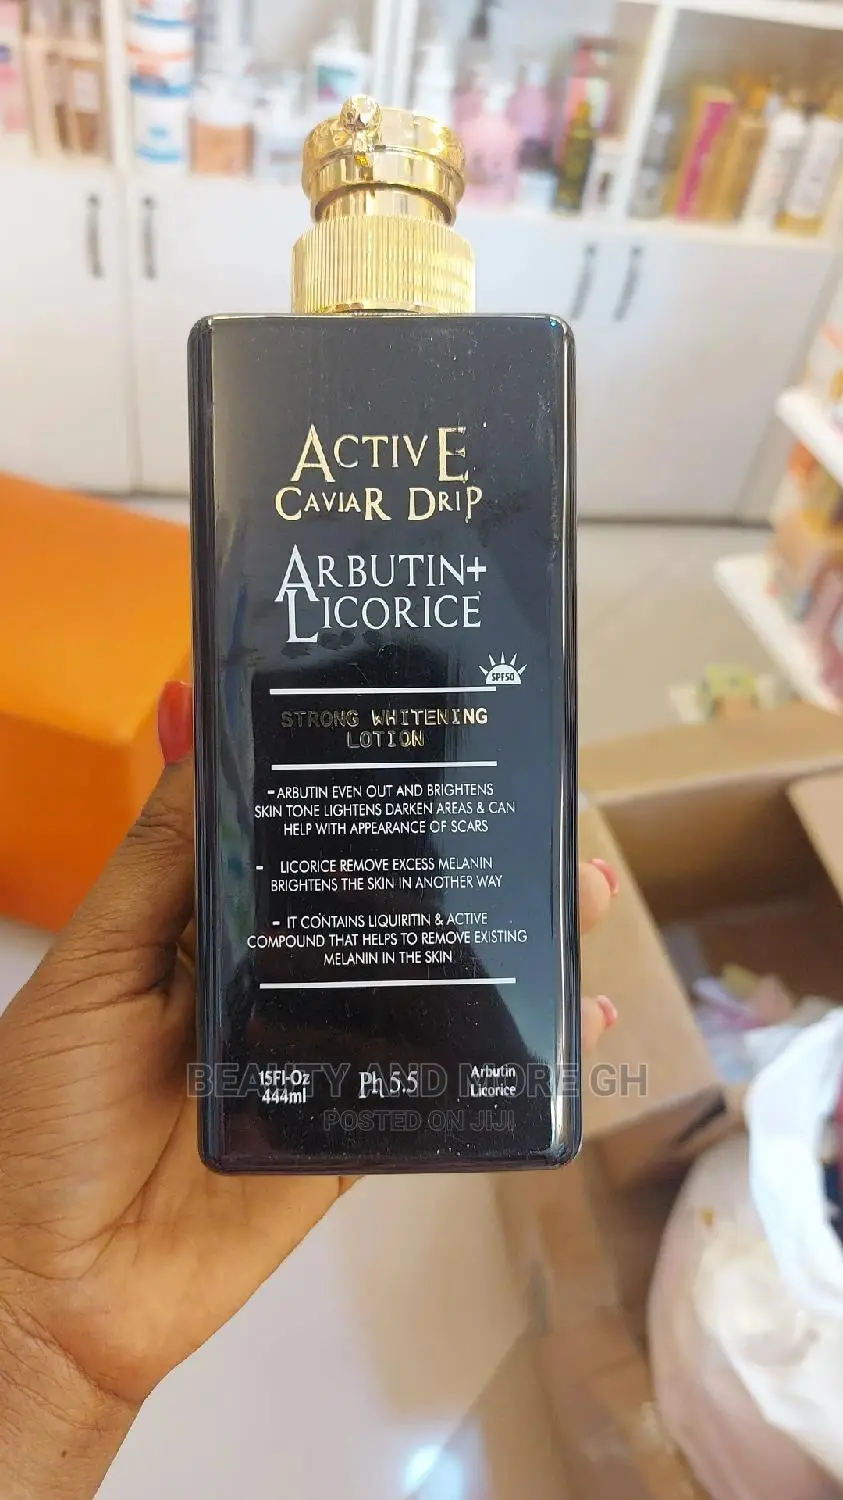 ACTIVE
CAVIAR DRIP
ARBUTIN+
LICORICE
SPF50
STRONG WHITENING
LOTION
-ARBUTIN EVEN OUT AND BRIGHTENS
SKIN TONE LIGHTENS DARKEN AREAS & CAN
HELP WITH APPEARANCE OF SCARS
- LICORICE REMOVE EXCESS MELANIN
BRIGHTENS THE SKIN IN ANOTHER WAY
- IT CONTAINS LIQUIRITIN & ACTIVE
COMPOUND THAT HELPS TO REMOVE EXISTING
MELANIN IN THE SKIN
15Fl-Oz
444ml
Ph 5.5
Arbutin
Licorice
BEAUTY AND MORE GH
POSTED ON JIJI